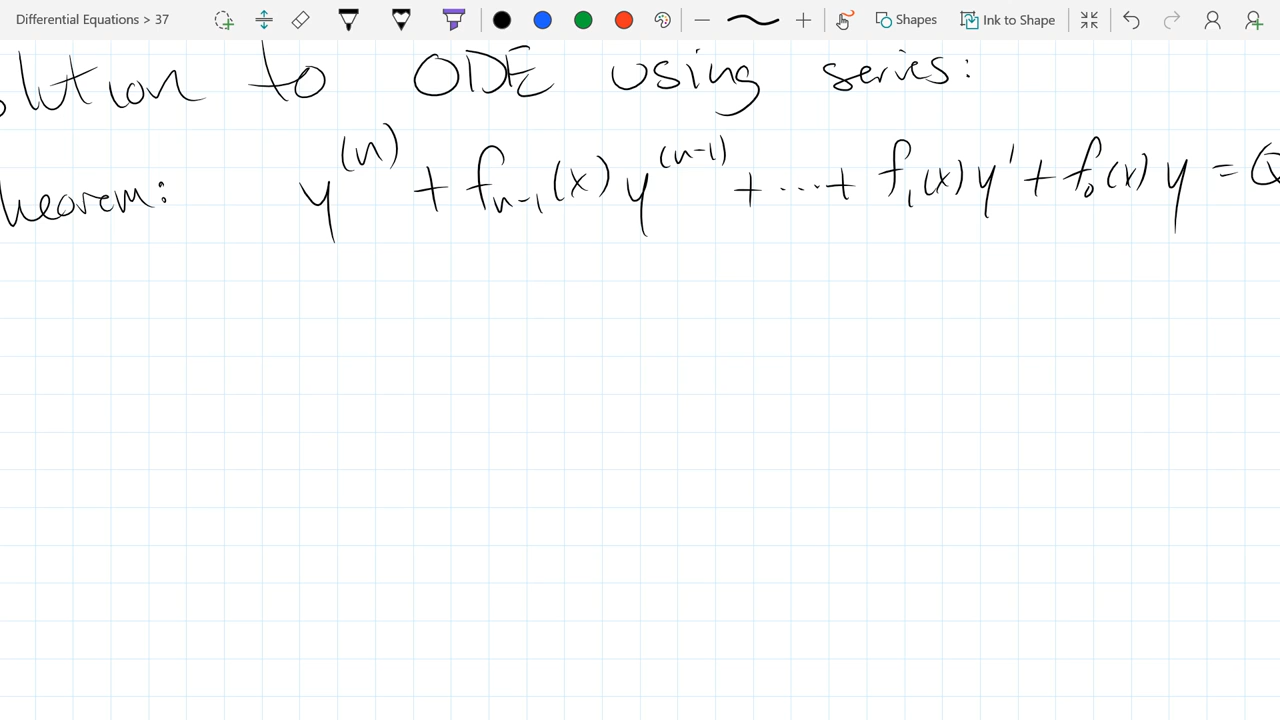 Differential Equations > 37
Shapes
Ink to Shape
lution to ODE using series:
heorem: y^(n) + f_{n-1}(x) y^(n-1) + ... + f_1(x) y' + f_0(x) y = Q